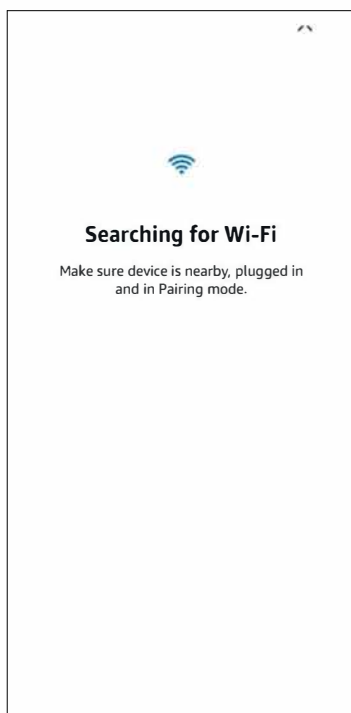 Searching for Wi-Fi
Make sure device is nearby, plugged in
and in Pairing mode.